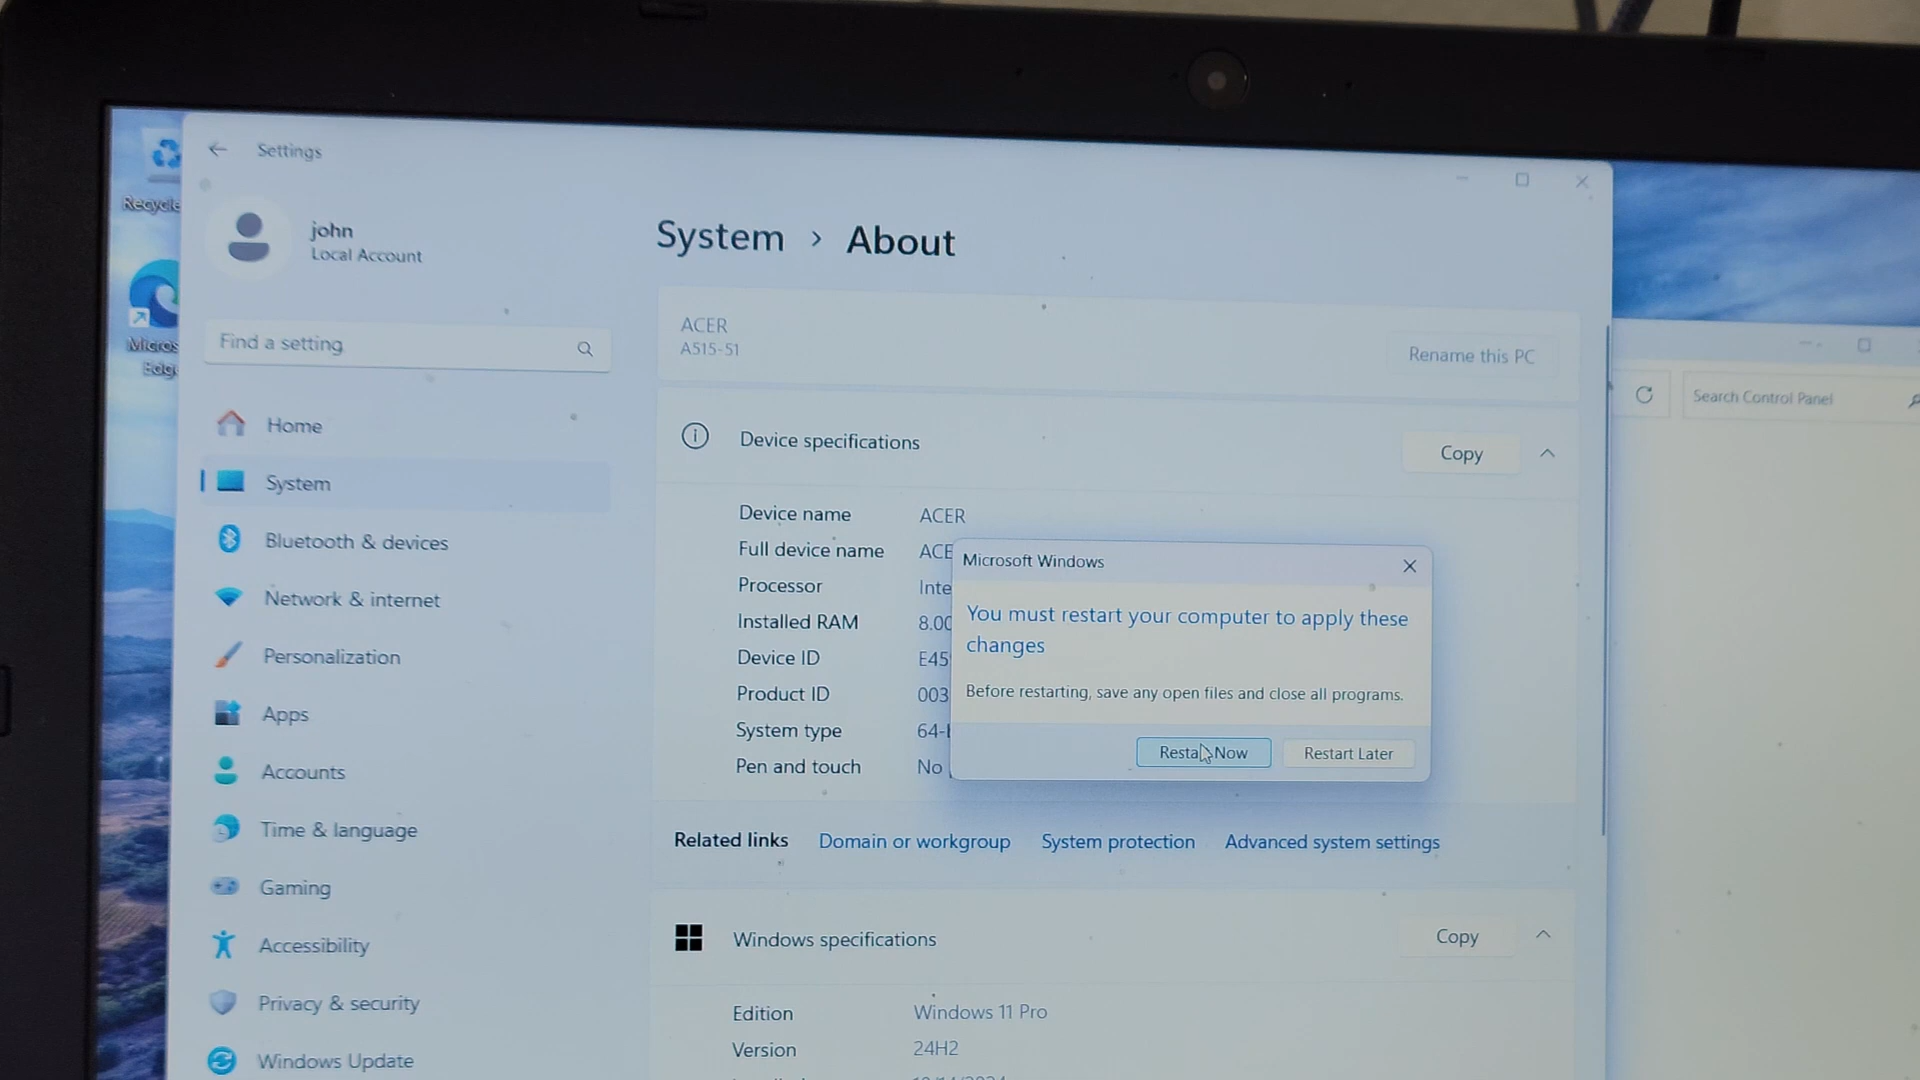 Recycle
Micros
Edge
Settings
john
Local Account
Find a setting
Home
System
Bluetooth & devices
Network & internet
Personalization
Apps
Accounts
Time & language
Gaming
Accessibility
Privacy & security
Windows Update
System > About
ACER
A515-51
Rename this PC
Device specifications
Copy
Device name ACER
Full device name ACE
Processor Inte
Installed RAM 8.00
Device ID E45
Product ID 003
System type 64-
Pen and touch No
Microsoft Windows
You must restart your computer to apply these
changes
Before restarting, save any open files and close all programs.
Restart Now
Restart Later
Related links Domain or workgroup System protection Advanced system settings
Windows specifications
Copy
Edition Windows 11 Pro
Version 24H2
Search Control Panel